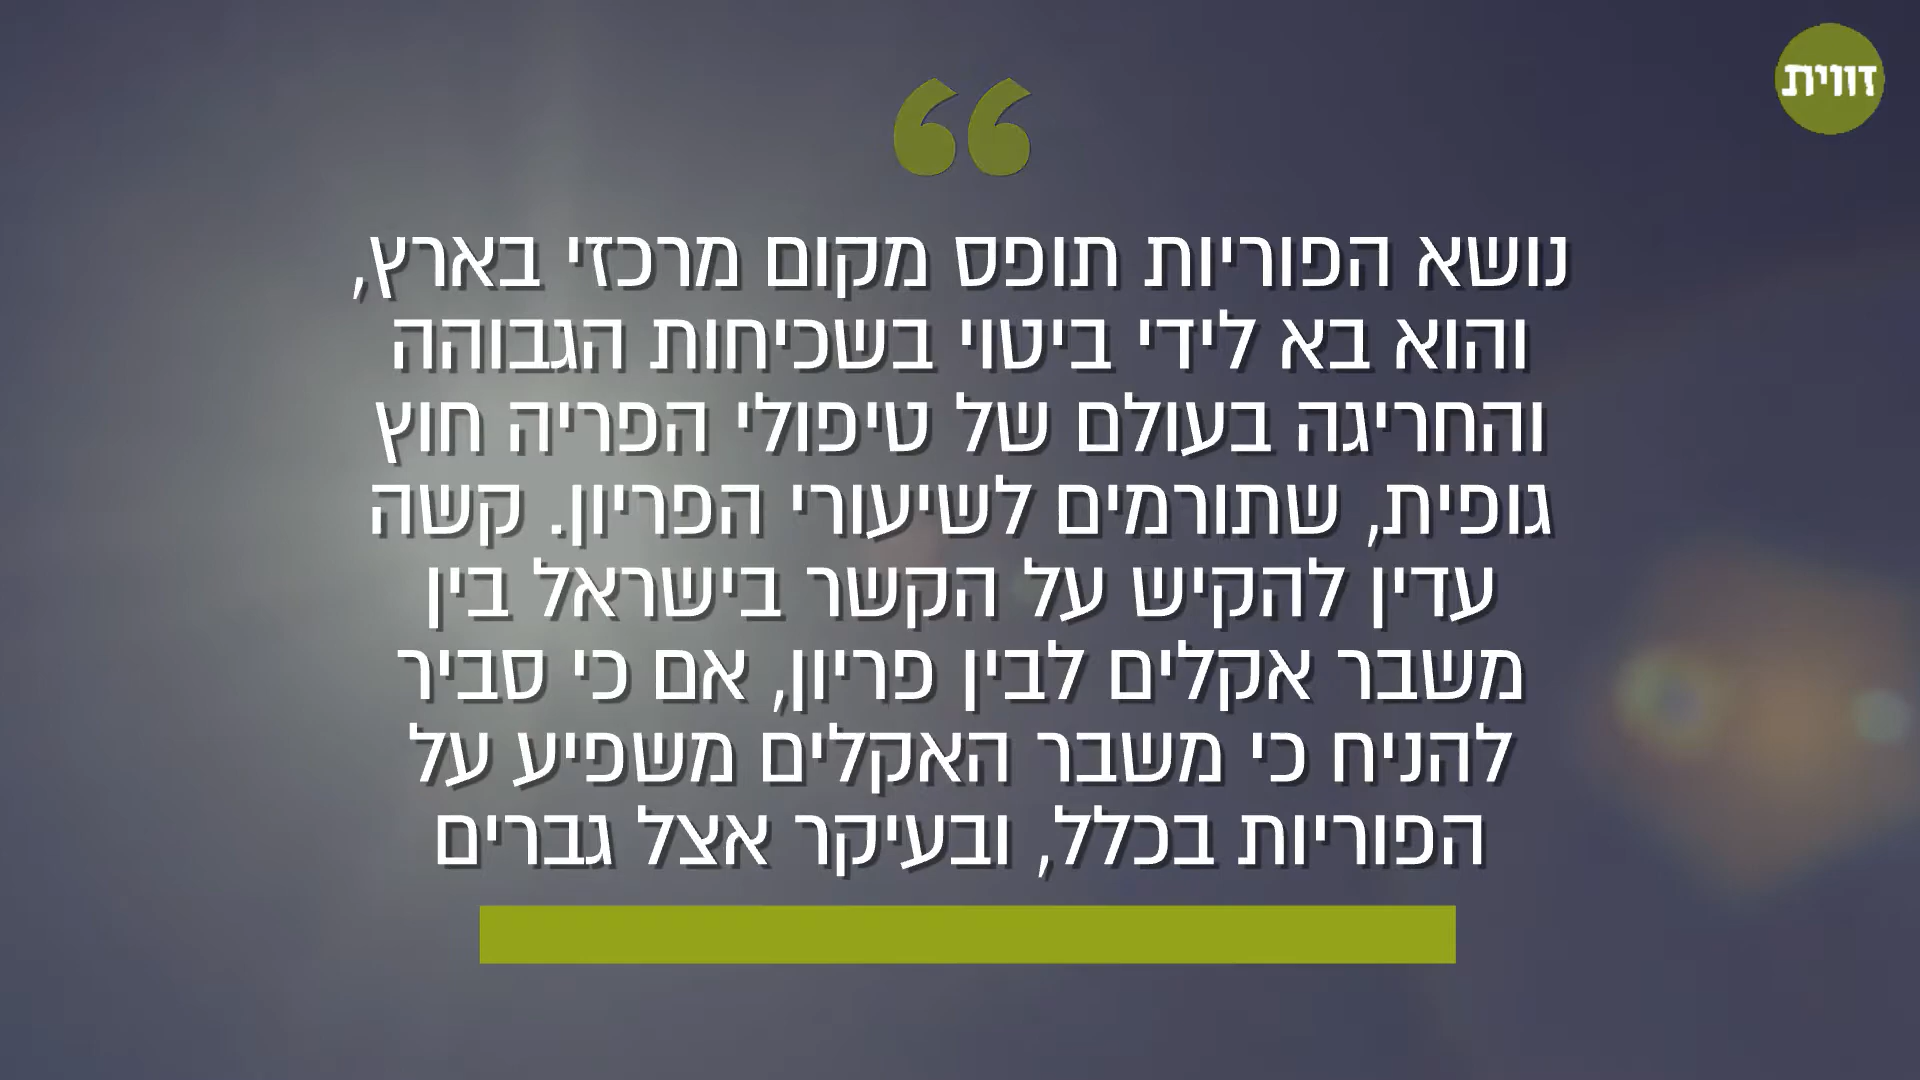 זווית
נושא הפוריות תופס מקום מרכזי בארץ,
והוא בא לידי ביטוי בשכיחות הגבוהה
והחריגה בעולם של טיפולי הפריה חוץ
גופית, שתורמים לשיעורי הפריון. קשה
עדין להקיש על הקשר בישראל בין
משבר אקלים לבין פריון, אם כי סביר
להניח כי משבר האקלים משפיע על
הפוריות בכלל, ובעיקר אצל גברים